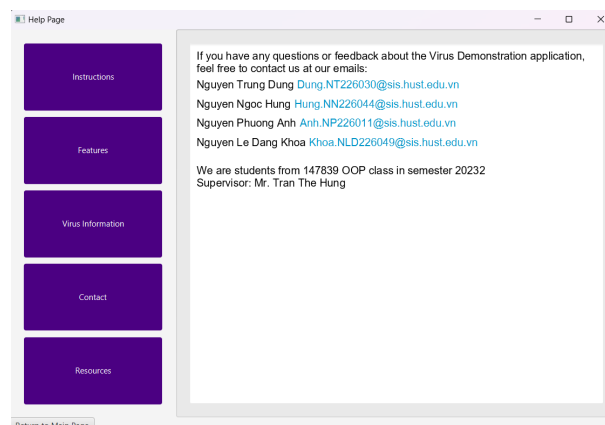 Help Page
Instructions
Features
Virus Information
Contact
Resources
Return to Main Page
If you have any questions or feedback about the Virus Demonstration application,
feel free to contact us at our emails:
Nguyen Trung Dung Dung.NT226030@sis.hust.edu.vn
Nguyen Ngoc Hung Hung.NN226044@sis.hust.edu.vn
Nguyen Phuong Anh Anh.NP226011@sis.hust.edu.vn
Nguyen Le Dang Khoa Khoa.NLD226049@sis.hust.edu.vn
We are students from 147839 OOP class in semester 20232
Supervisor: Mr. Tran The Hung